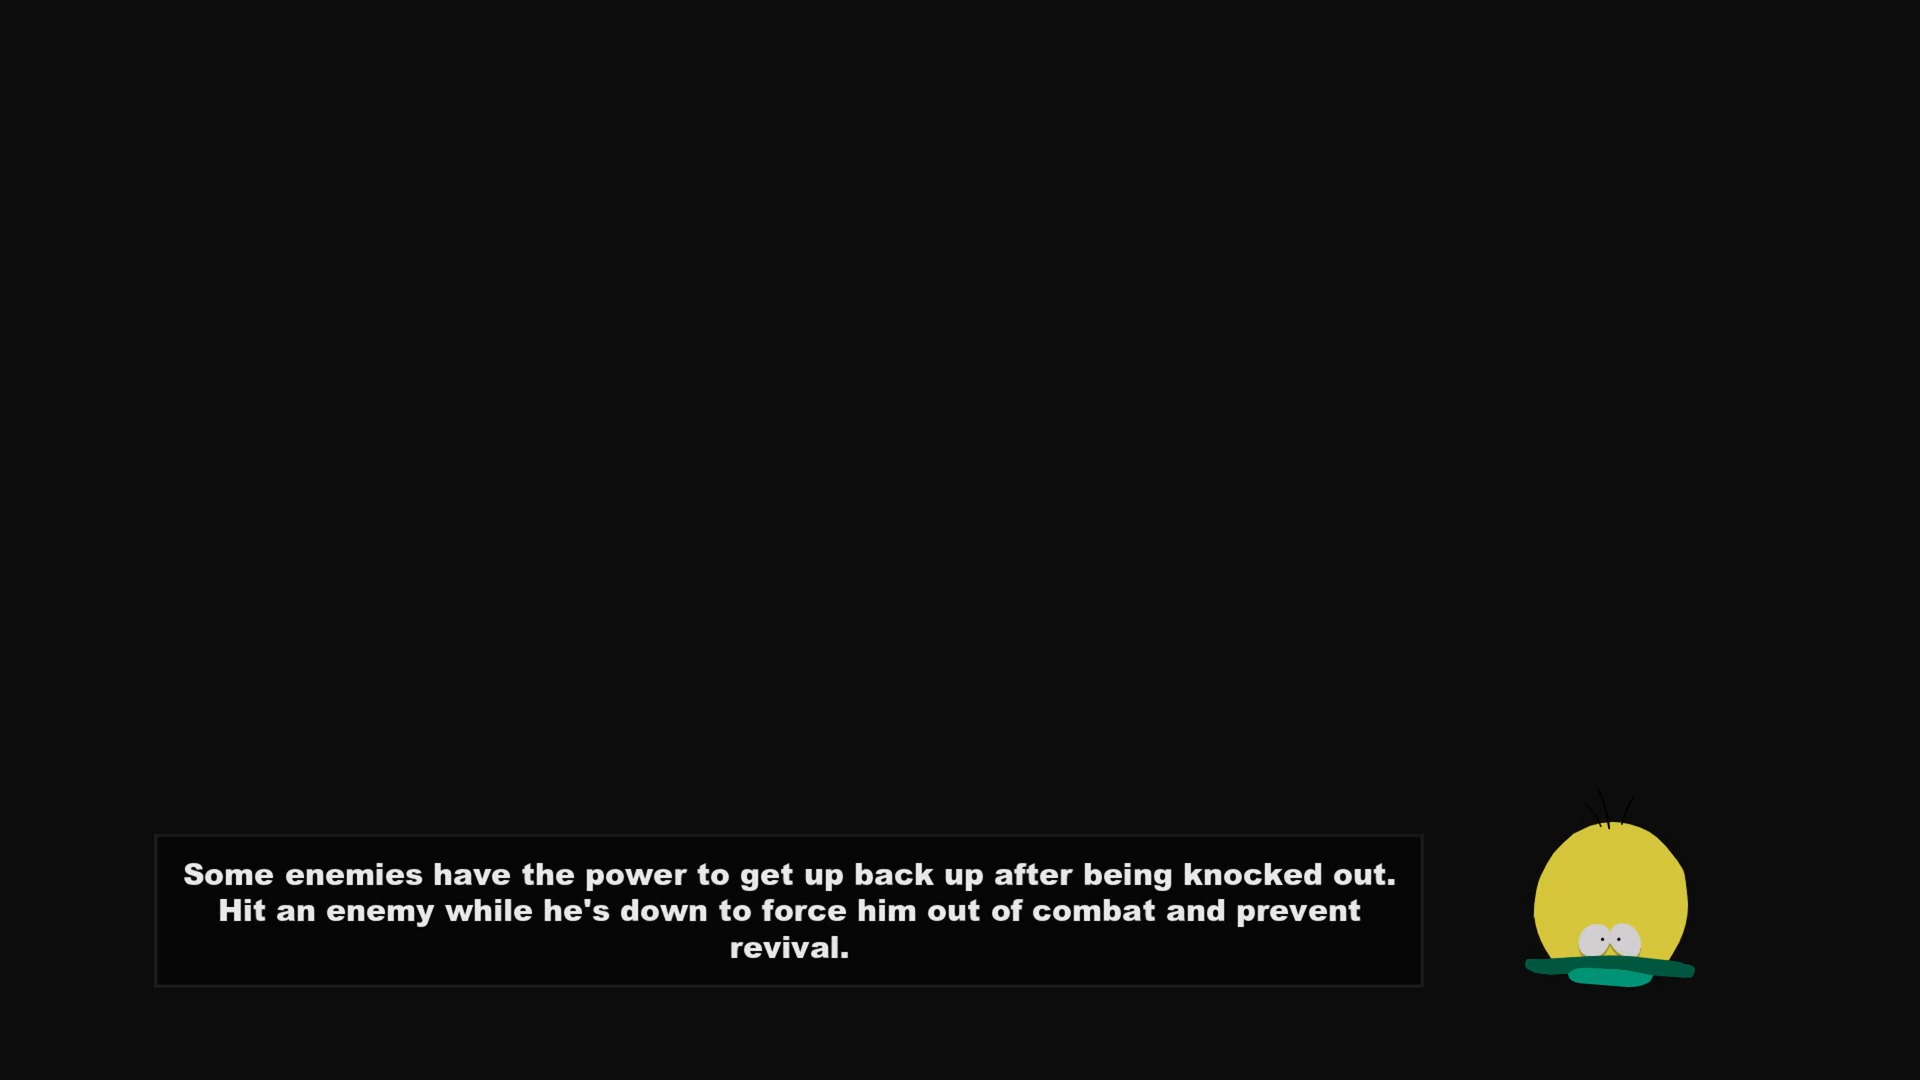 Some enemies have the power to get up back up after being knocked out.
Hit an enemy while he's down to force him out of combat and prevent
revival.